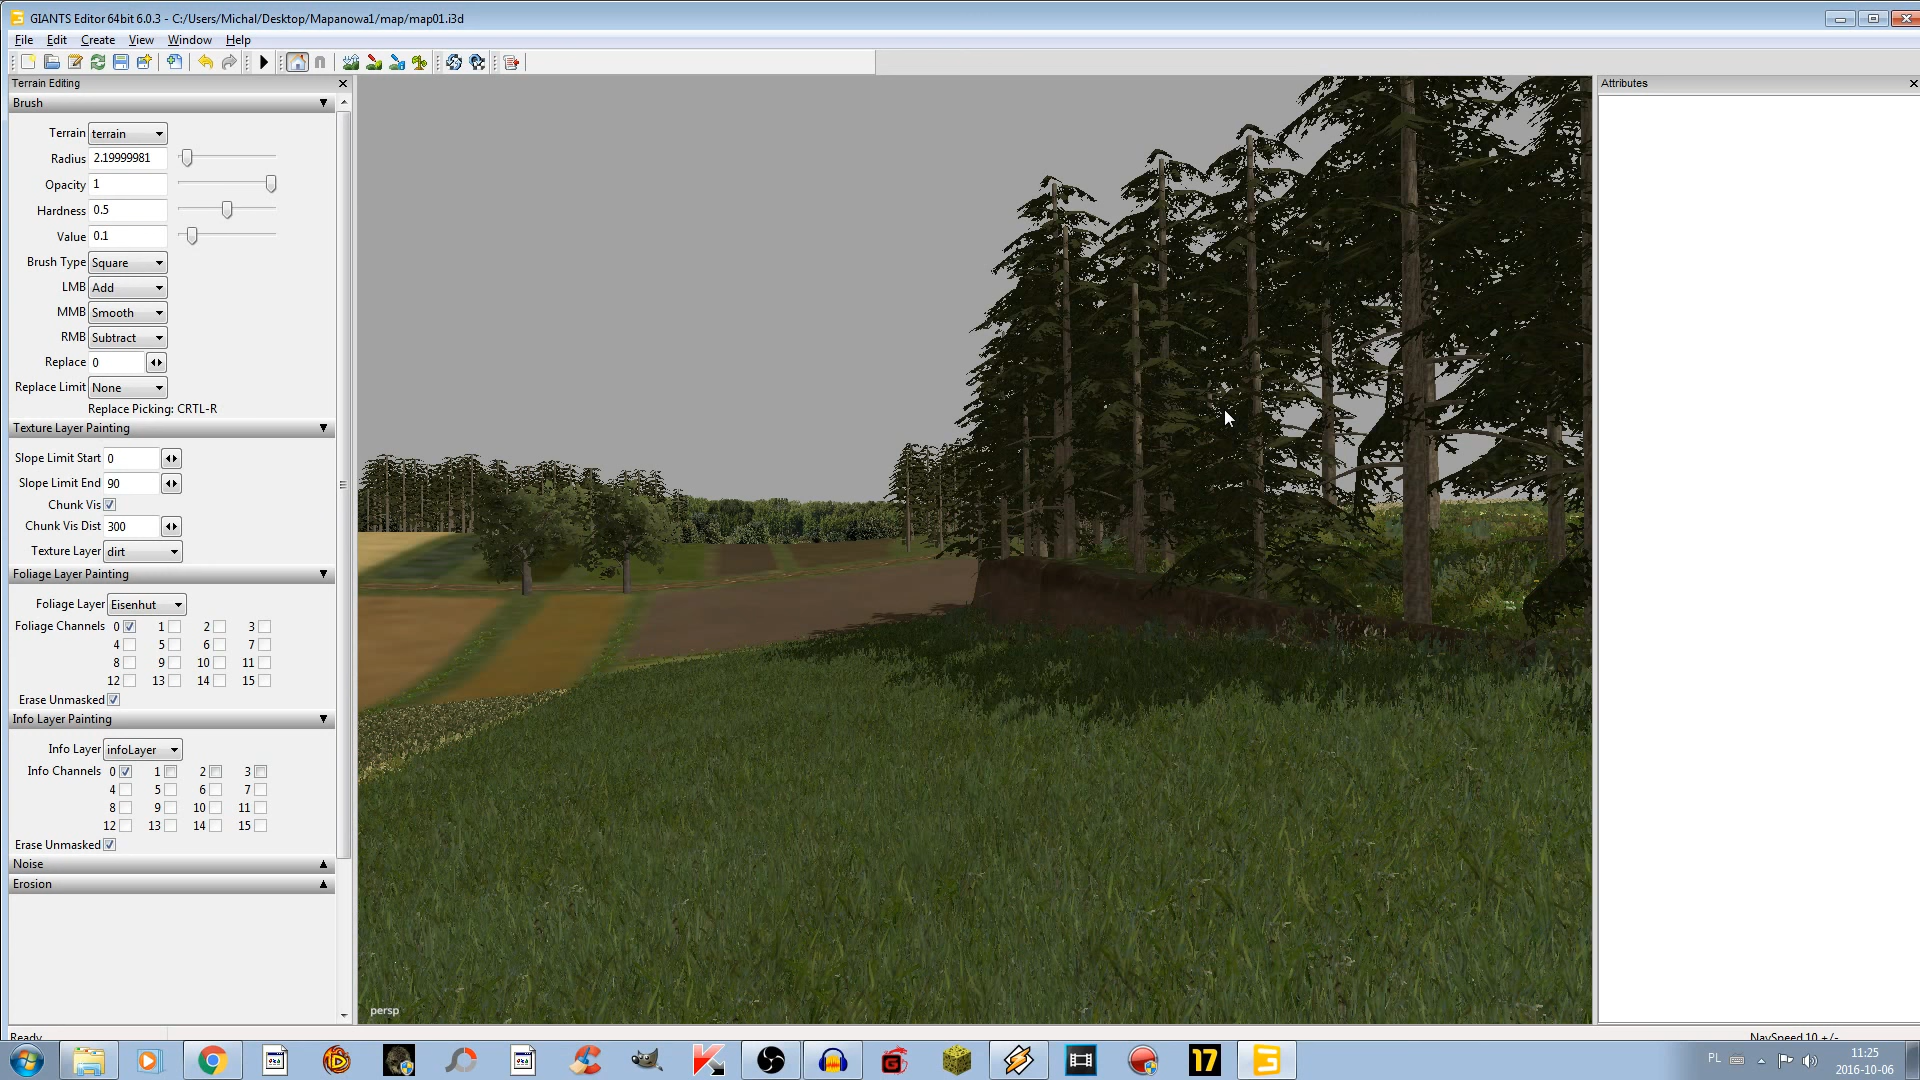 GIANTS Editor 64bit 6.0.3 - C:/Users/Michal/Desktop/Mapanowa1/map/map01.i3d
File Edit Create View Window Help
Terrain Editing
Attributes
Brush
Terrain terrain
Radius 2.19999981
Opacity 1
Hardness 0.5
Value 0.1
Brush Type Square
LMB Add
MMB Smooth
RMB Subtract
Replace 0
Replace Limit None
Replace Picking: CRTL-R
Texture Layer Painting
Slope Limit Start 0
Slope Limit End 90
Chunk Vis
Chunk Vis Dist 300
Texture Layer dirt
Foliage Layer Painting
Foliage Layer Eisenhut
Foliage Channels 0 1 2 3
4 5 6 7
8 9 10 11
12 13 14 15
Erase Unmasked
Info Layer Painting
Info Layer infoLayer
Info Channels 0 1 2 3
4 5 6 7
8 9 10 11
12 13 14 15
Erase Unmasked
Noise
Erosion
persp
Ready
NavSpeed 10 +/-
17
PL
11:25
2016-10-06